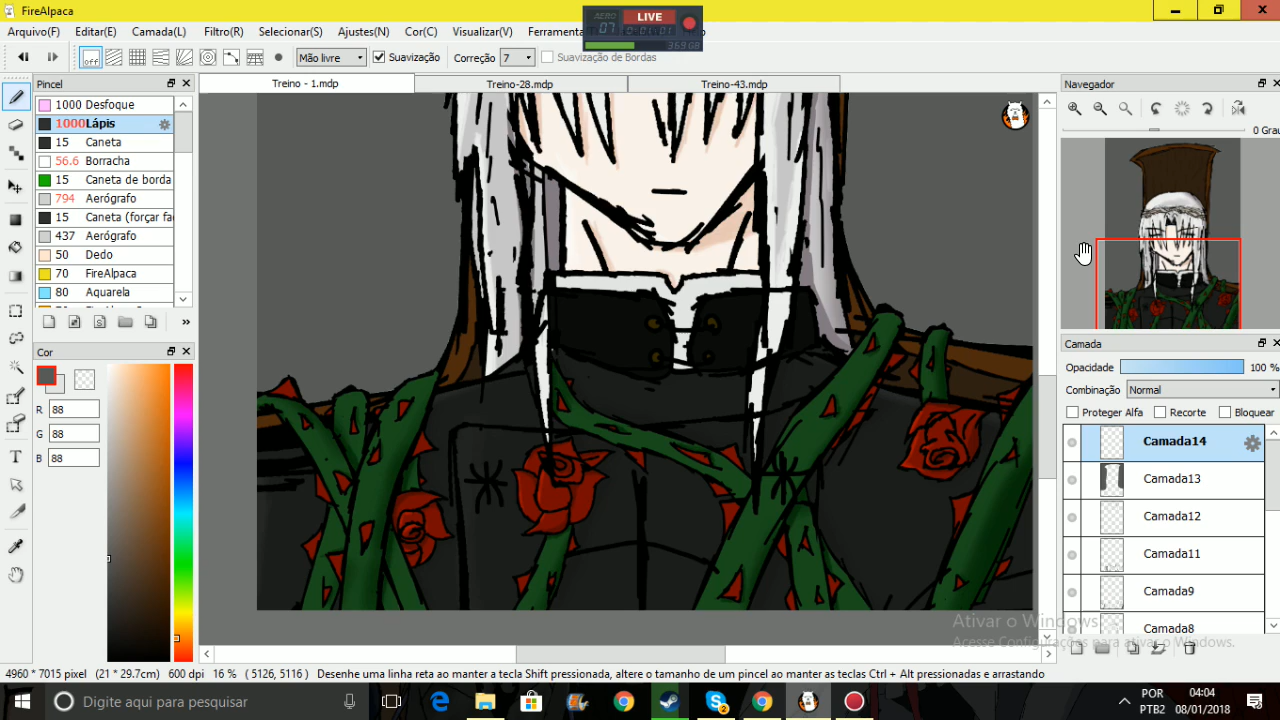 FireAlpaca
AERO 07 LIVE
369GB
Arquivo(F) Editar(E) Camada(L) Filtro(R) Selecionar(S) Ajustes(N) Cor(C) Visualizar(V) Ferramenta
off Mão livre Suavização Correção 7 Suavização de Bordas
Pincel
1000 Desfoque
1000 Lápis
15 Caneta
56.6 Borracha
15 Caneta de borda
794 Aerógrafo
15 Caneta (forçar fa
437 Aerógrafo
50 Dedo
70 FireAlpaca
80 Aquarela
Cor
R 88
G 88
B 88
Treino - 1.mdp Treino-28.mdp Treino-43.mdp
Navegador
0 Grau
Camada
Opacidade 100 %
Combinação Normal
Proteger Alfa Recorte Bloquear
Camada14
Camada13
Camada12
Camada11
Camada9
Camada8
Ativar o Windows
Acesse Configurações para ativar o Windows.
4960 * 7015 pixel (21 * 29.7cm) 600 dpi 16 % ( 5126, 5116 ) Desenhe uma linha reta ao manter a tecla Shift pressionada, altere o tamanho de um pincel ao manter as teclas Ctrl + Alt pressionadas e arrastando
Digite aqui para pesquisar
2
POR
PTB2
04:04
08/01/2018